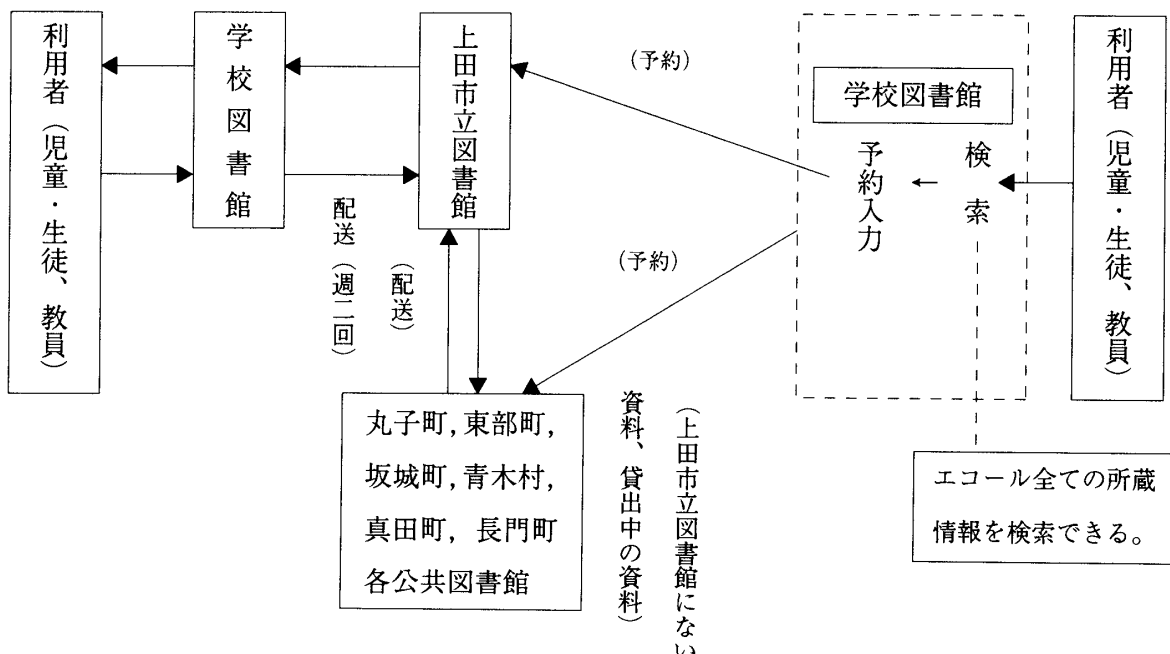 利用者（児童・生徒、教員）
学校図書館
上田市立図書館
（予約）
学校図書館
検索
←
予約入力
利用者（児童・生徒、教員）
（予約）
（配送）
配送（週二回）
丸子町，東部町，
坂城町，青木村，
真田町，長門町
各公共図書館
（上田市立図書館にない
資料、貸出中の資料）
エコール全ての所蔵
情報を検索できる。